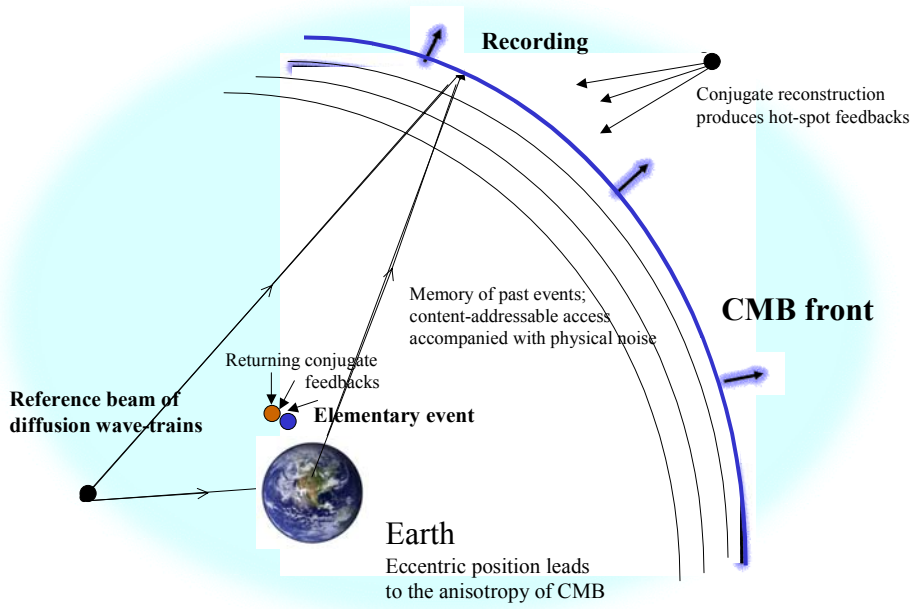 Recording
Conjugate reconstruction
produces hot-spot feedbacks
Memory of past events;
content-addressable access
accompanied with physical noise
CMB front
Returning conjugate
feedbacks
Reference beam of
diffusion wave-trains
Elementary event
Earth
Eccentric position leads
to the anisotropy of CMB